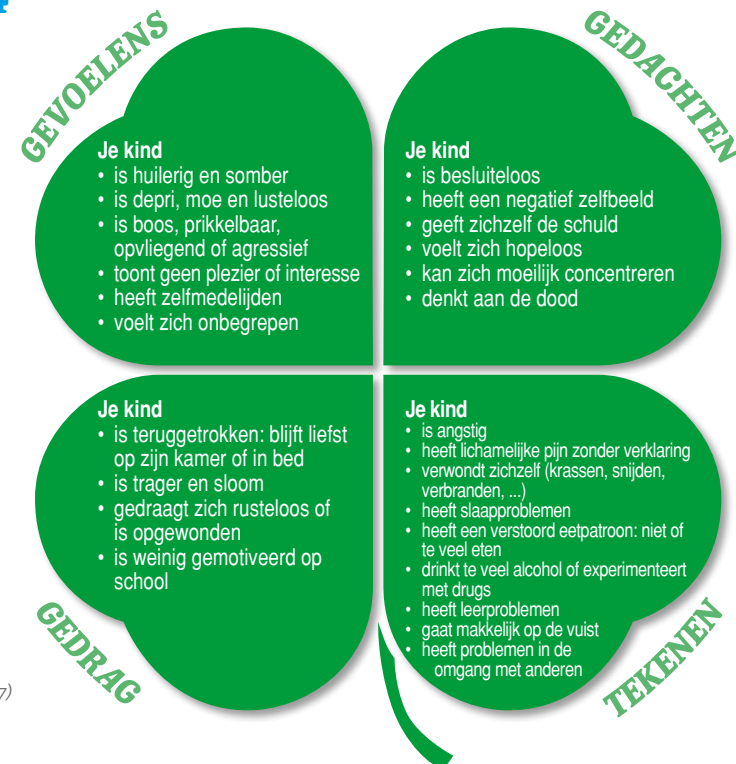 GEVOELENS
Je kind
• is huilerig en somber
• is depri, moe en lusteloos
• is boos, prikkelbaar,
opvliegend of agressief
• toont geen plezier of interesse
• heeft zelfmedelijden
• voelt zich onbegrepen
GEDACHTEN
Je kind
• is besluiteloos
• heeft een negatief zelfbeeld
• geeft zichzelf de schuld
• voelt zich hopeloos
• kan zich moeilijk concentreren
• denkt aan de dood
Je kind
• is teruggetrokken: blijft liefst
op zijn kamer of in bed
• is trager en sloom
• gedraagt zich rusteloos of
is opgewonden
• is weinig gemotiveerd op
school
GEDRAG
Je kind
• is angstig
• heeft lichamelijke pijn zonder verklaring
• verwondt zichzelf (krassen, snijden,
verbranden, ...)
• heeft slaapproblemen
• heeft een verstoord eetpatroon: niet of
te veel eten
• drinkt te veel alcohol of experimenteert
met drugs
• heeft leerproblemen
• gaat makkelijk op de vuist
• heeft problemen in de
omgang met anderen
TEKENEN
7)